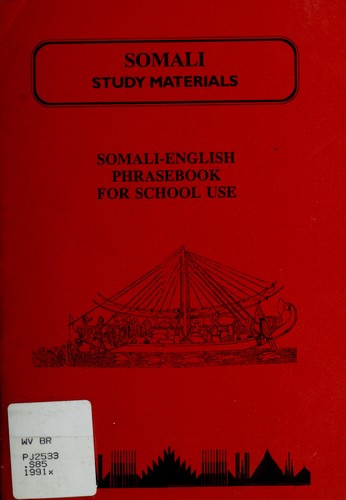 SOMALI
STUDY MATERIALS
SOMALI-ENGLISH
PHRASEBOOK
FOR SCHOOL USE
WV BR
PJ2533
.S85
1991x